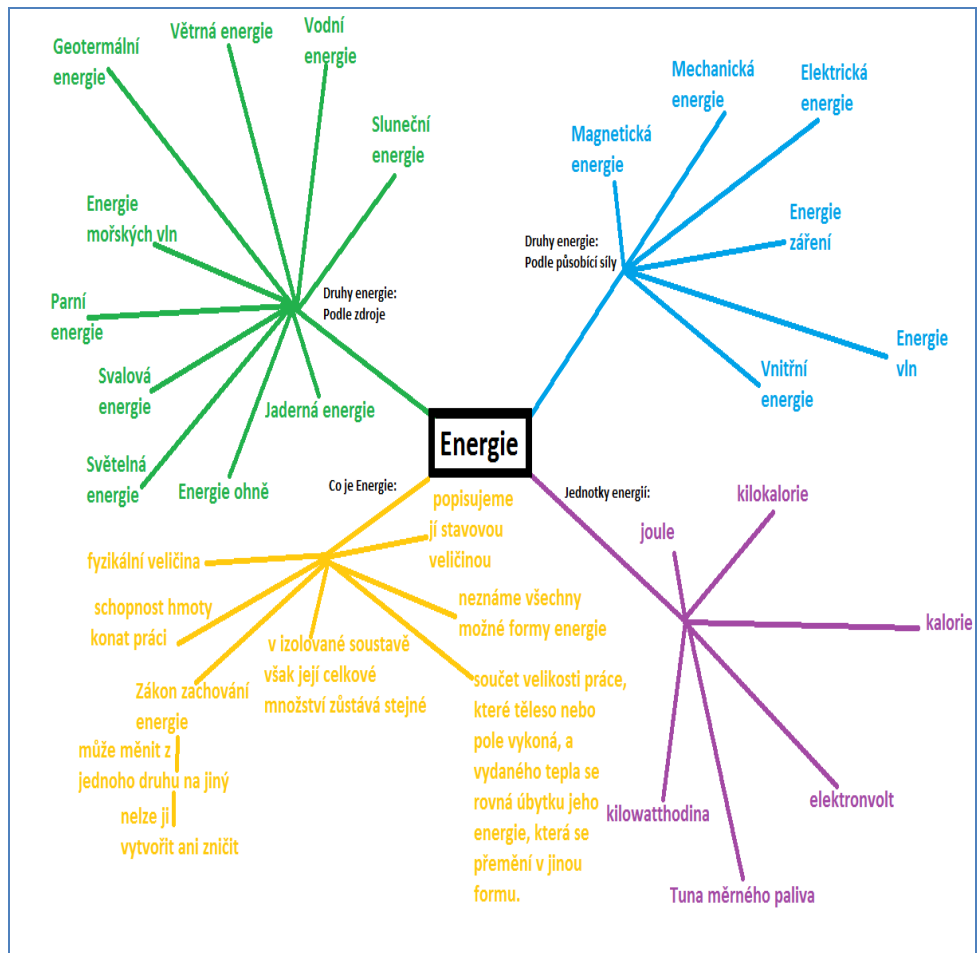 Větrná energie
Vodní
energie
Geotermální
energie
Sluneční
energie
Energie
mořských vln
Druhy energie:
Podle zdroje
Parní
energie
Svalová
energie
Jaderná energie
Světelná
energie
Energie ohně
Mechanická
energie
Elektrická
energie
Magnetická
energie
Energie
záření
Druhy energie:
Podle působící síly
Energie
vln
Vnitřní
energie
Energie
Co je Energie:
popisujeme
jí stavovou
veličinou
fyzikální veličina
schopnost hmoty
konat práci
neznáme všechny
možné formy energie
v izolované soustavě
však její celkové
množství zůstává stejné
Zákon zachování
energie
může měnit z
jednoho druhu na jiný
nelze ji
vytvořit ani zničit
součet velikosti práce,
které těleso nebo
pole vykoná, a
vydaného tepla se
rovná úbytku jeho
energie, která se
přemění v jinou
formu.
Jednotky energií:
kilokalorie
joule
kalorie
elektronvolt
kilowatthodina
Tuna měrného paliva